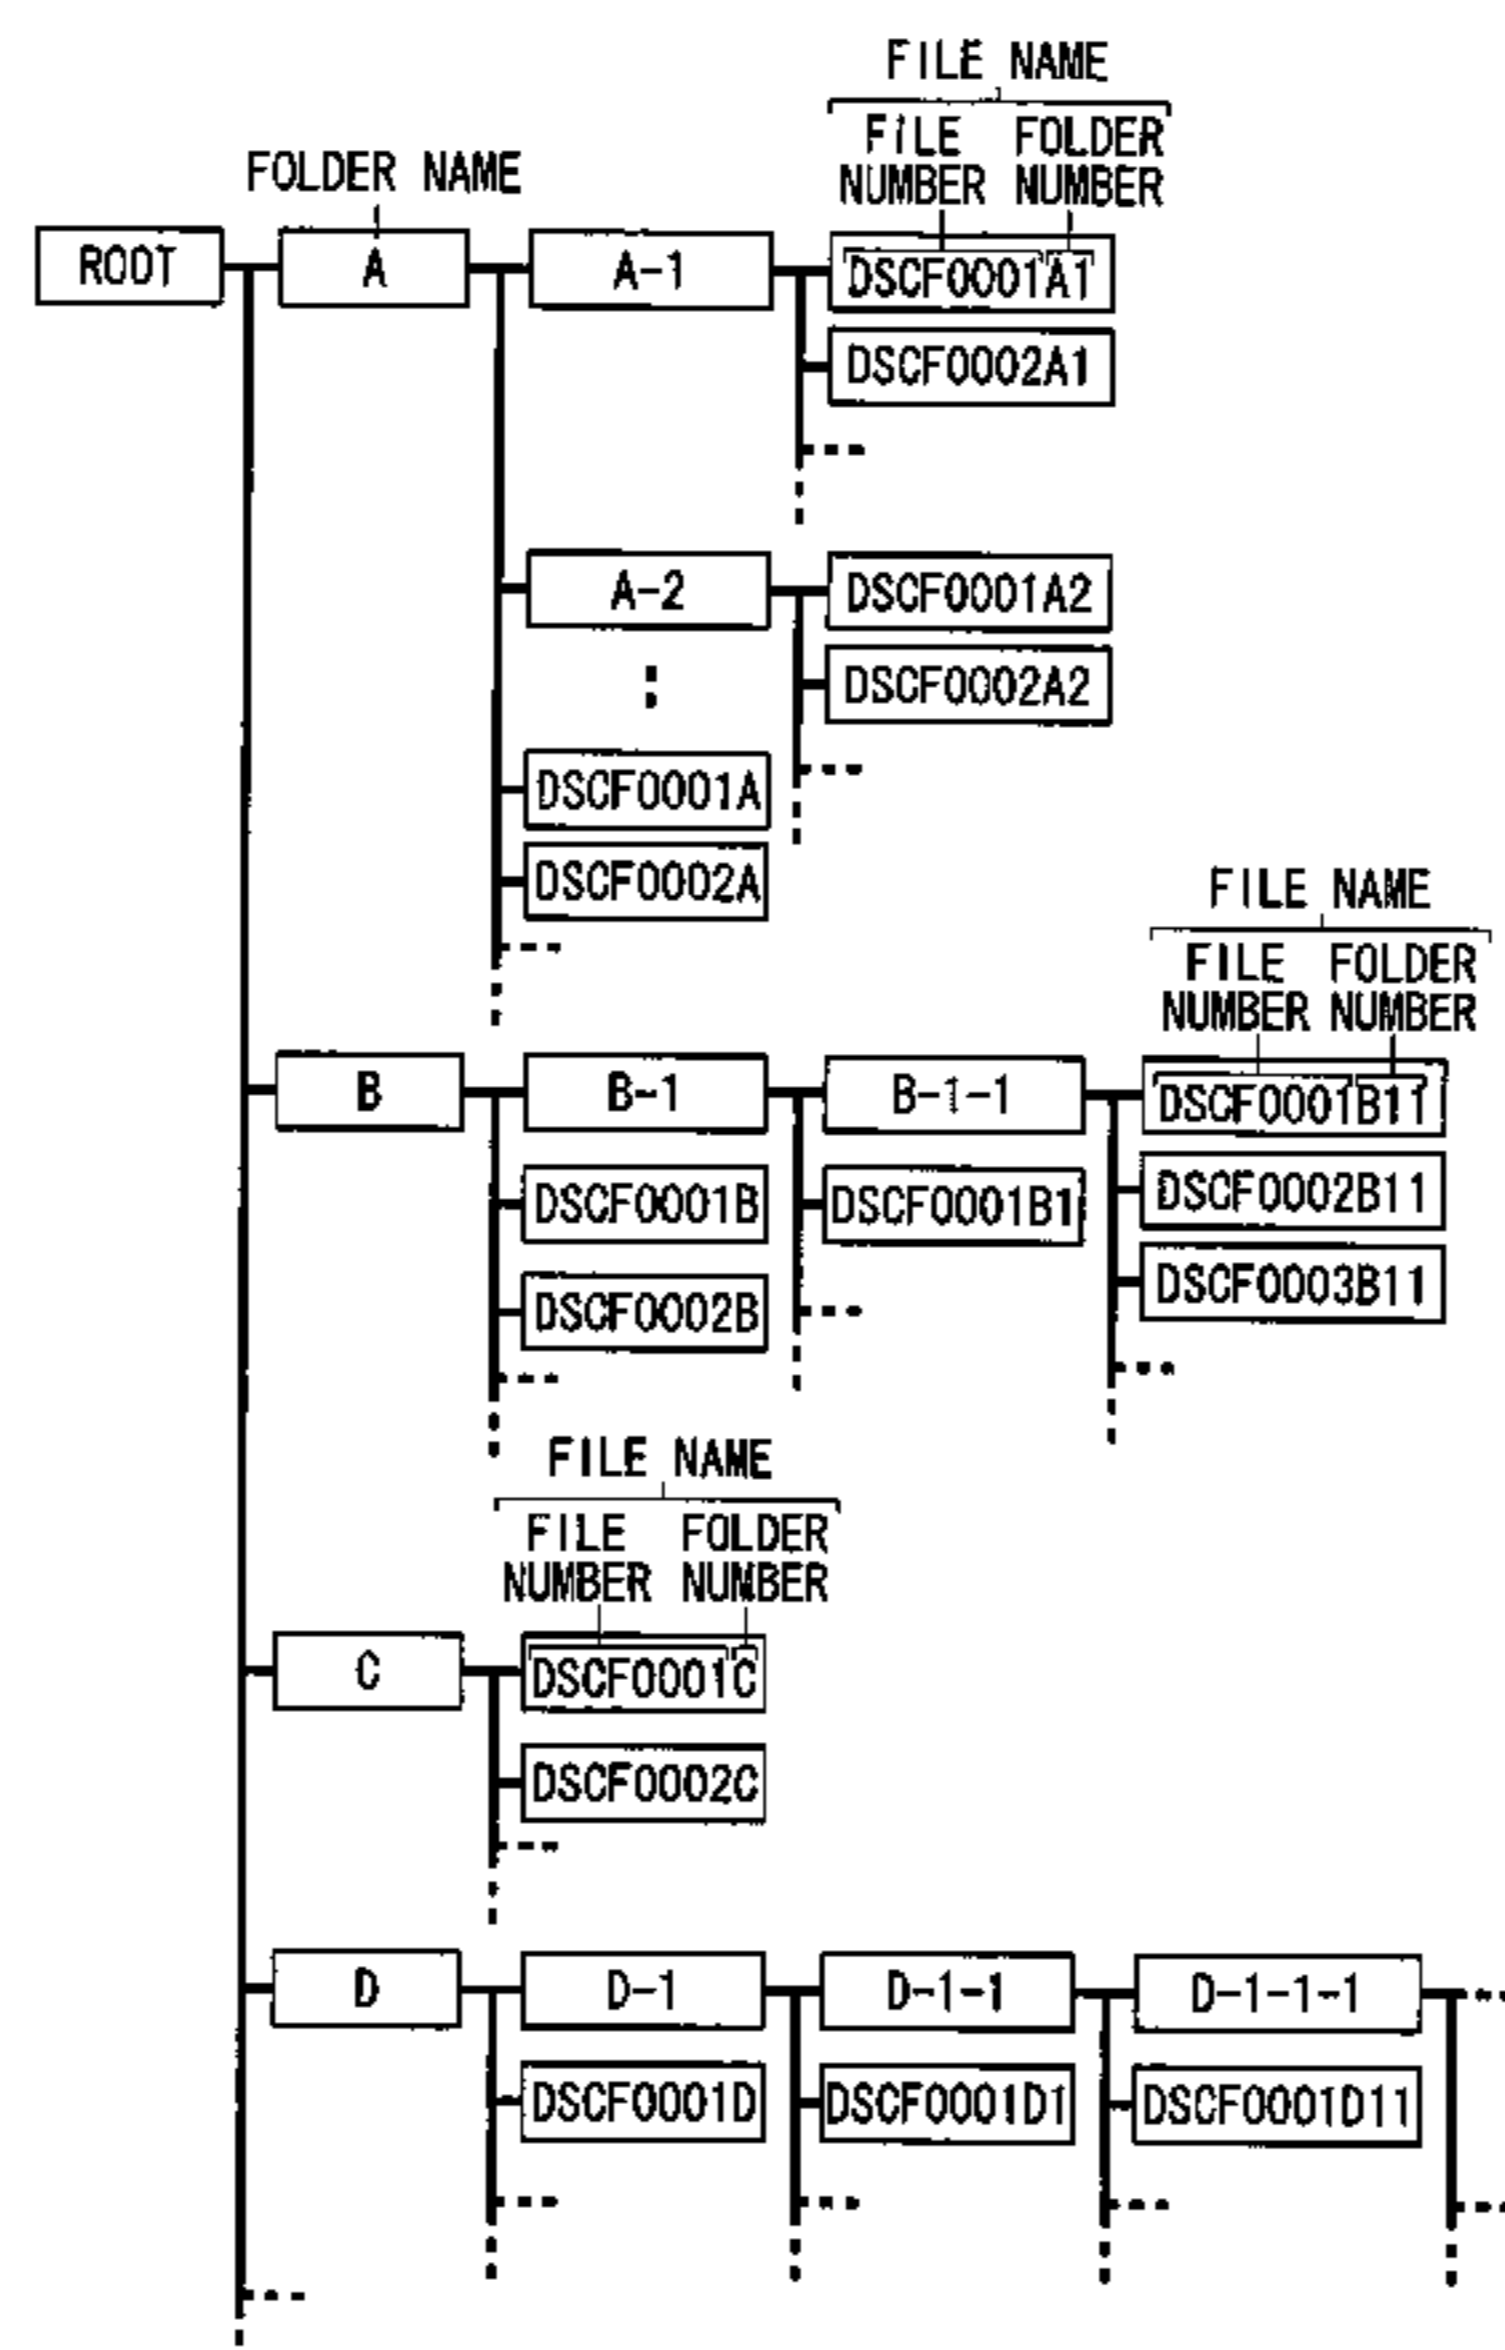 FILE NAME
FILE FOLDER
NUMBER NUMBER
FOLDER NAME
ROOT
A
A-1
DSCF0001A1
DSCF0002A1
A-2
DSCF0001A2
DSCF0002A2
DSCF0001A
DSCF0002A
FILE NAME
FILE FOLDER
NUMBER NUMBER
B
B-1
B-1-1
DSCF0001B11
DSCF0001B
DSCF0001B1
DSCF0002B11
DSCF0002B
DSCF0003B11
FILE NAME
FILE FOLDER
NUMBER NUMBER
C
DSCF0001C
DSCF0002C
D
D-1
D-1-1
D-1-1-1
DSCF0001D
DSCF0001D1
DSCF0001D11